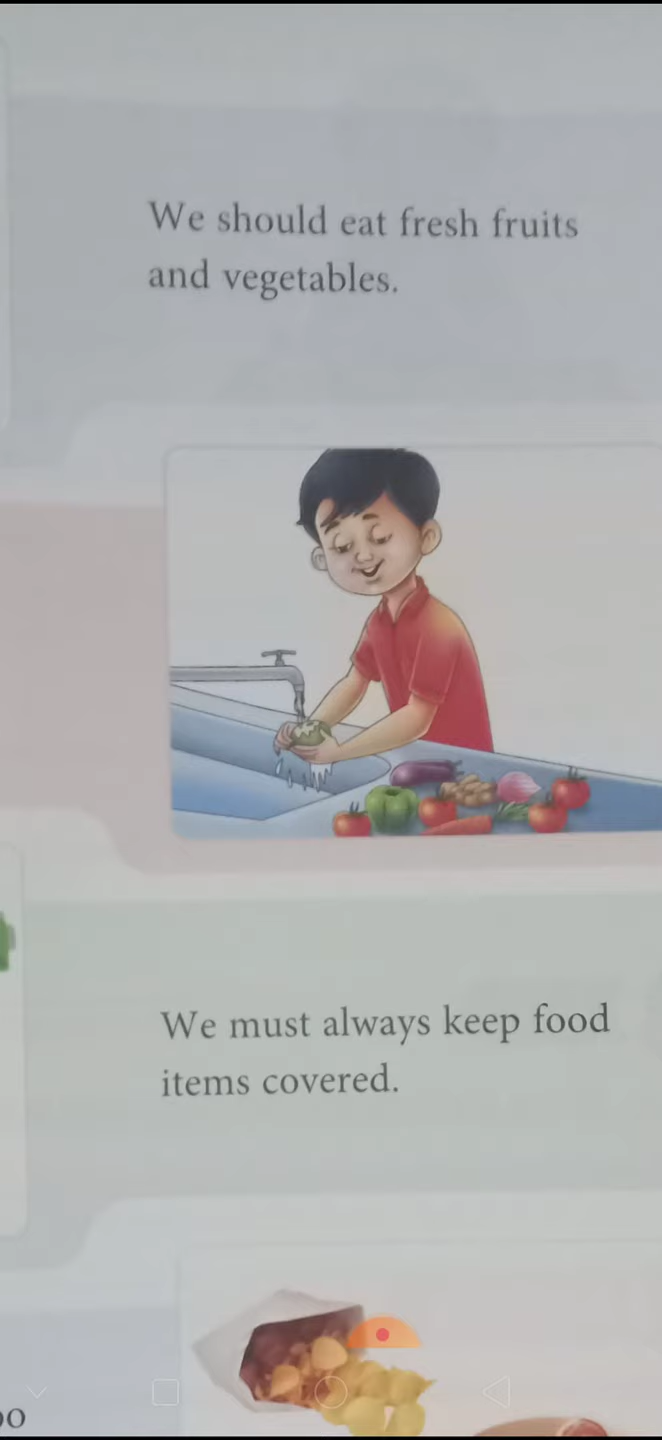 We should eat fresh fruits
and vegetables.
We must always keep food
items covered.